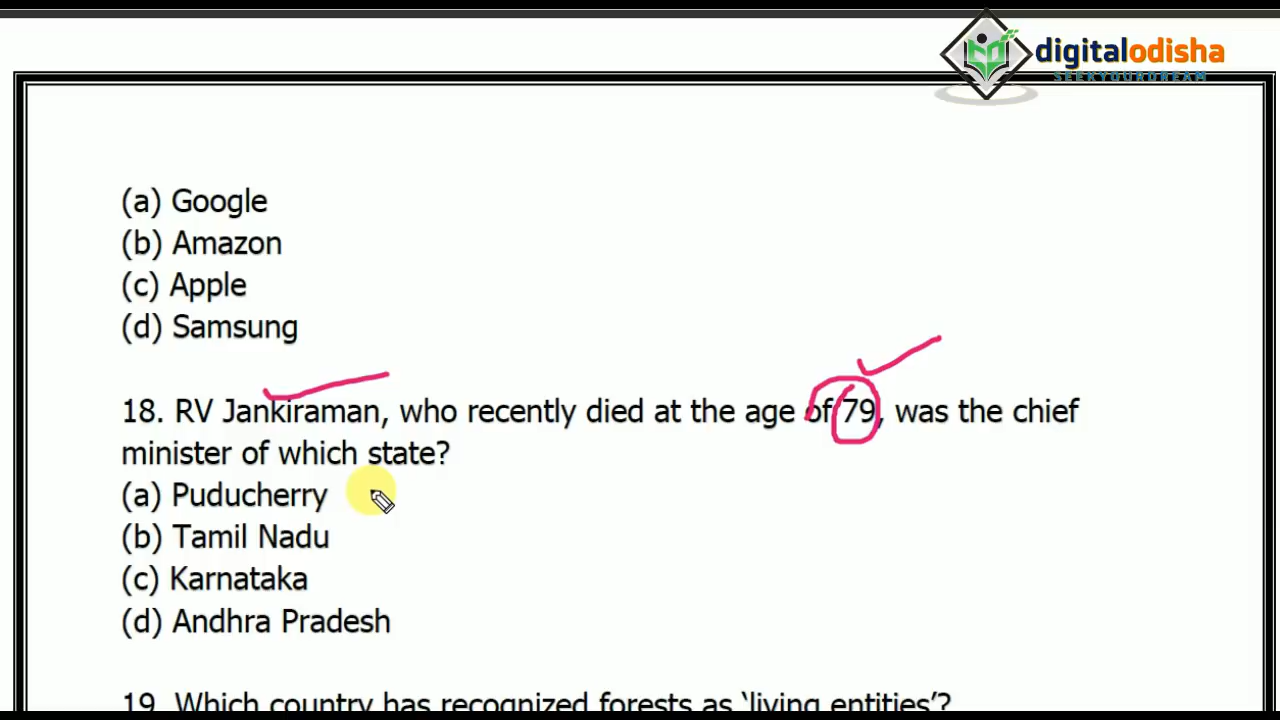 digitalodisha
SEEKYOURDREAM
(a) Google
(b) Amazon
(c) Apple
(d) Samsung
18. RV Jankiraman, who recently died at the age of 79, was the chief
minister of which state?
(a) Puducherry
(b) Tamil Nadu
(c) Karnataka
(d) Andhra Pradesh
19. Which country has recognized forests as ‘living entities’?